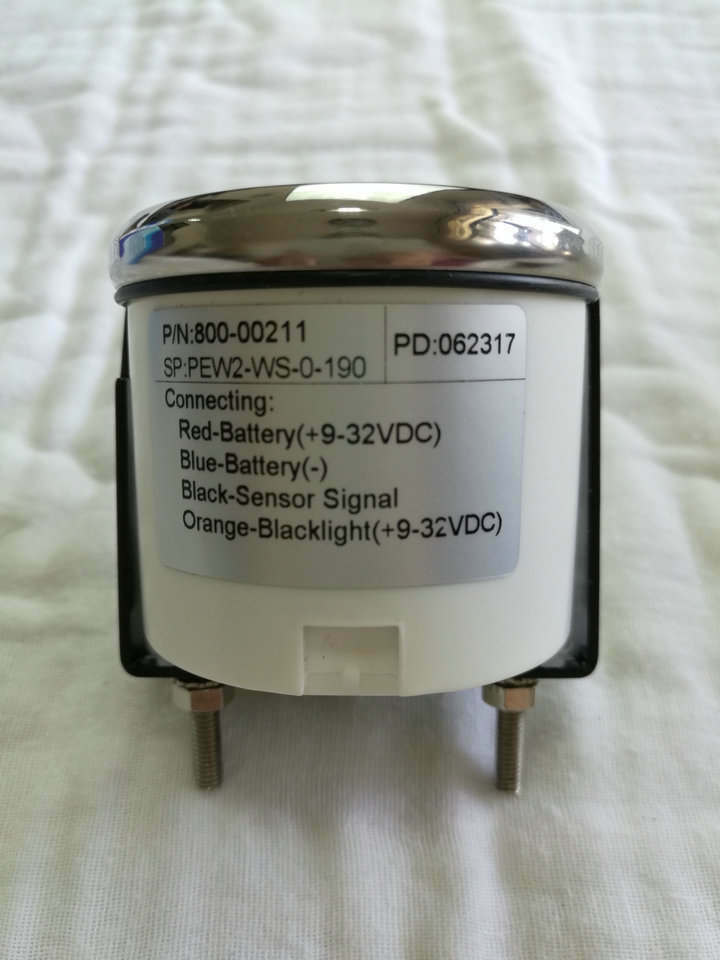 P/N:800-00211
SP:PEW2-WS-0-190
PD:062317
Connecting:
Red-Battery(+9-32VDC)
Blue-Battery(-)
Black-Sensor Signal
Orange-Blacklight(+9-32VDC)